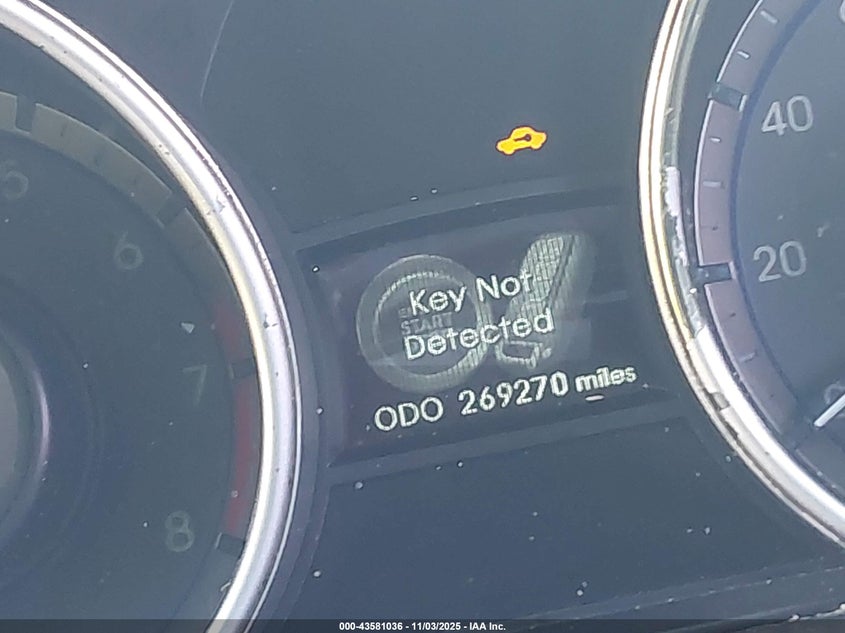 40
5
6
20
Key Not
START
Detected
7
ODO 269270 miles
8
000-43581036 - 11/03/2025 - IAA Inc.